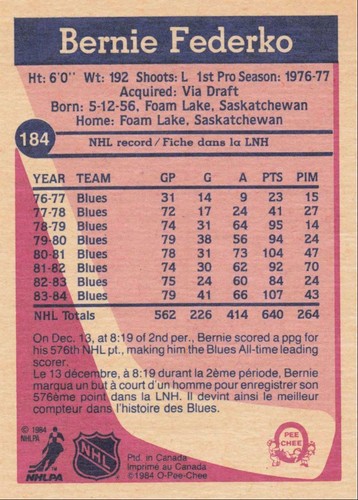 Bernie Federko
Ht: 6'0" Wt: 192 Shoots: L 1st Pro Season: 1976-77
Acquired: Via Draft
Born: 5-12-56, Foam Lake, Saskatchewan
Home: Foam Lake, Saskatchewan
184
NHL record/Fiche dans la LNH
YEAR TEAM GP G A PTS PIM
76-77 Blues 31 14 9 23 15
77-78 Blues 72 17 24 41 27
78-79 Blues 74 31 64 95 14
79-80 Blues 79 38 56 94 24
80-81 Blues 78 31 73 104 47
81-82 Blues 74 30 62 92 70
82-83 Blues 75 24 60 84 24
83-84 Blues 79 41 66 107 43
NHL Totals 562 226 414 640 264
On Dec. 13, at 8:19 of 2nd per., Bernie scored a ppg for
his 576th NHL pt., making him the Blues All-time leading
scorer.
Le 13 décembre, à 8:19 durant la 2ème période, Bernie
marqua un but à court d'un homme pour enregistrer son
576ème point dans la LNH. Il devint ainsi le meilleur
compteur dans l'histoire des Blues.
© 1984
NHLPA
NHLPA
NHL
Ptd. in Canada
Imprimé au Canada
©1984 O-Pee-Chee
O
PEE
CHEE